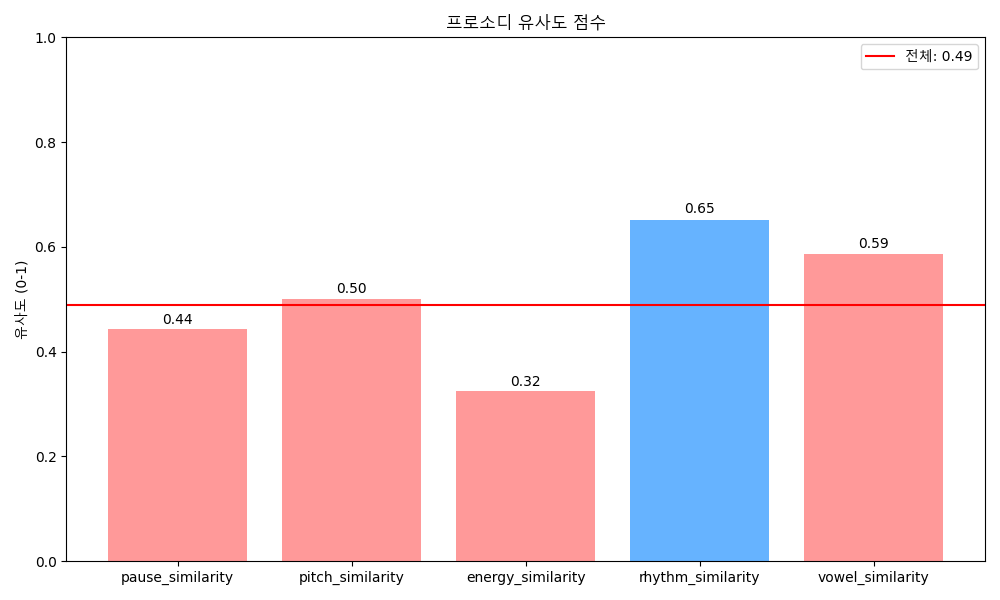 프로소디 유사도 점수
전체: 0.49
유사도 (0-1)
1.0
0.8
0.6
0.4
0.2
0.0
0.44
0.50
0.32
0.65
0.59
pause_similarity
pitch_similarity
energy_similarity
rhythm_similarity
vowel_similarity